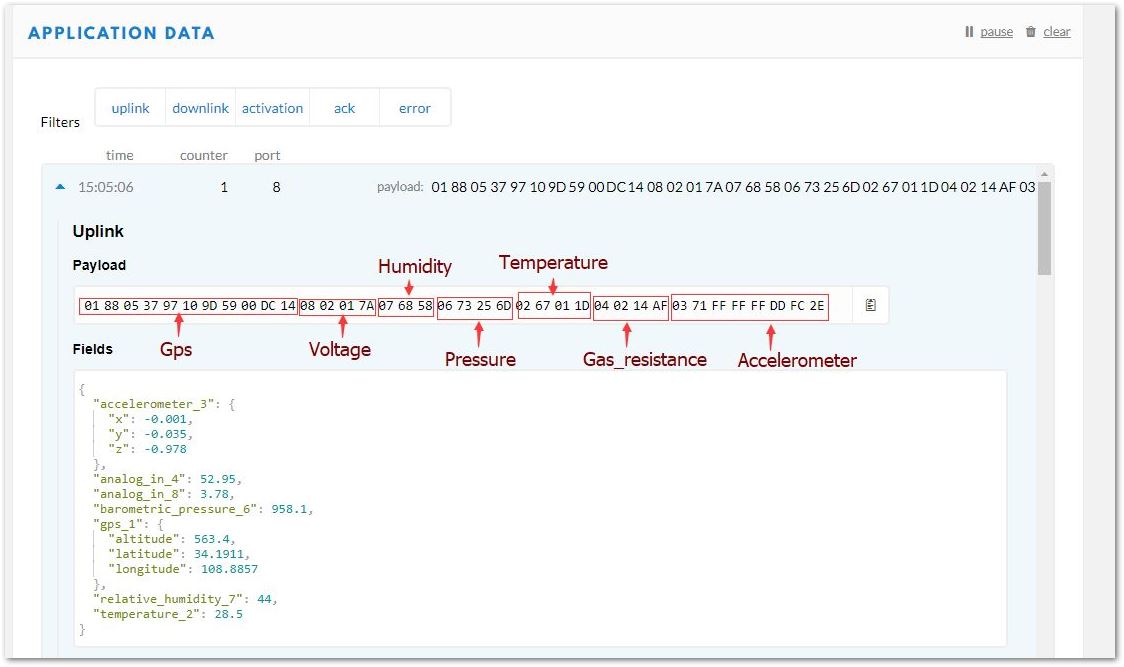 APPLICATION DATA
pause clear
Filters uplink downlink activation ack error
time counter port
15:05:06 1 8 payload: 01 88 05 37 97 10 9D 59 00 DC 14 08 02 01 7A 07 68 58 06 73 25 6D 02 67 01 1D 04 02 14 AF 03
Uplink
Payload
Humidity Temperature
01 88 05 37 97 10 9D 59 00 DC 14 08 02 01 7A 07 68 58 06 73 25 6D 02 67 01 1D 04 02 14 AF 03 71 FF FF FF DD FC 2E
Fields
Gps Voltage Pressure Gas_resistance Accelerometer
{
"accelerometer_3": {
"x": -0.001,
"y": -0.035,
"z": -0.978
},
"analog_in_4": 52.95,
"analog_in_8": 3.78,
"barometric_pressure_6": 958.1,
"gps_1": {
"altitude": 563.4,
"latitude": 34.1911,
"longitude": 108.8857
},
"relative_humidity_7": 44,
"temperature_2": 28.5
}